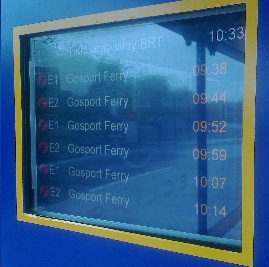 Tichborne Way BRT 10:33
E1 Gosport Ferry 09:38
E2 Gosport Ferry 09:44
E1 Gosport Ferry 09:52
E2 Gosport Ferry 09:59
E1 Gosport Ferry 10:07
E2 Gosport Ferry 10:14